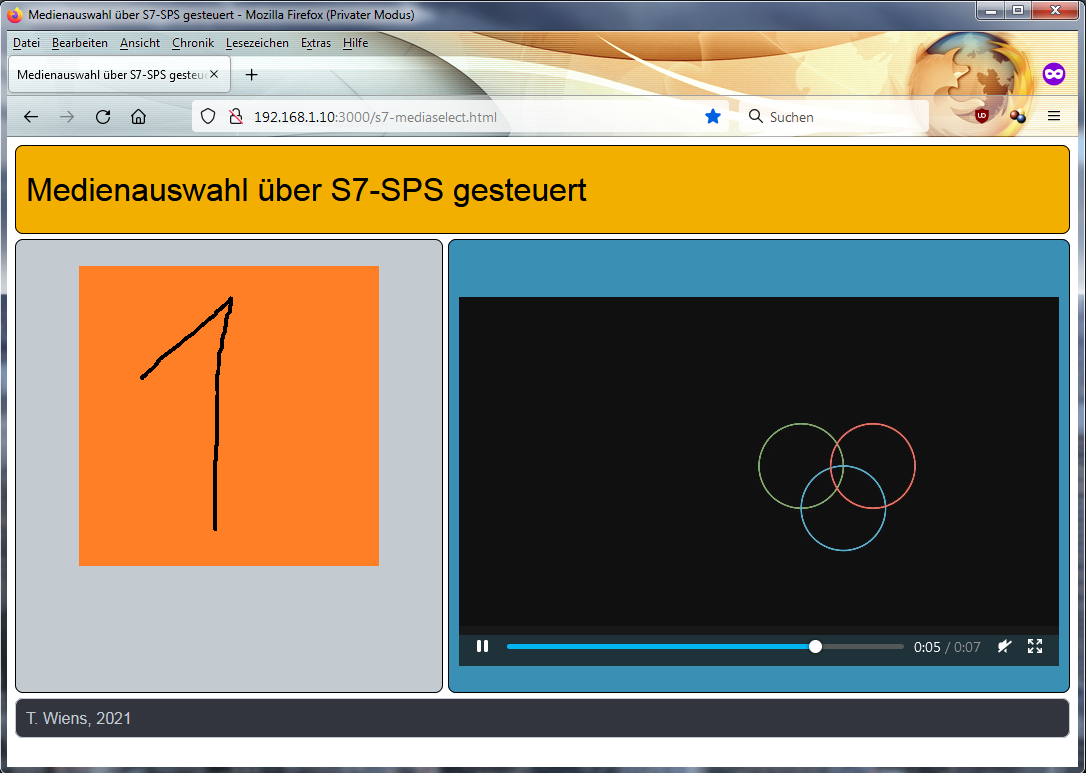 Medienauswahl über S7-SPS gesteuert - Mozilla Firefox (Privater Modus)
Datei Bearbeiten Ansicht Chronik Lesezeichen Extras Hilfe
Medienauswahl über S7-SPS gesteue
192.168.1.10:3000/s7-mediaselect.html Suchen
Medienauswahl über S7-SPS gesteuert
1
0:05 / 0:07
T. Wiens, 2021